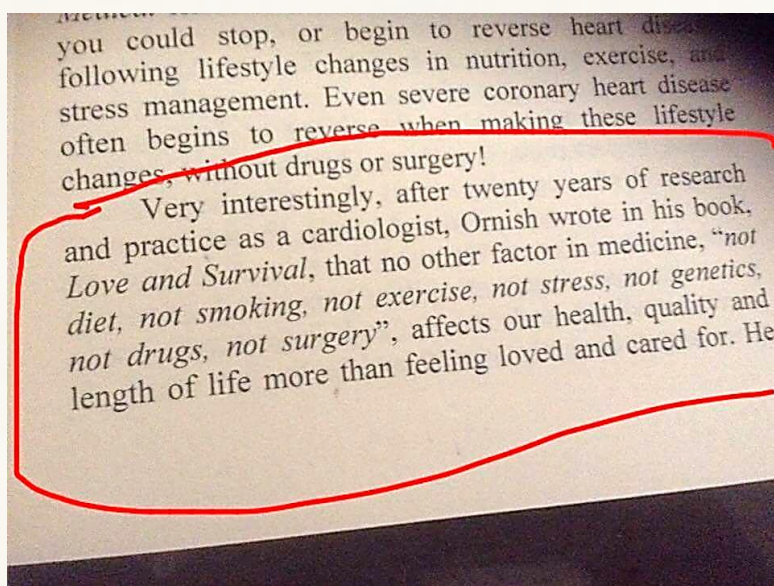 you could stop, or begin to reverse heart
following lifestyle changes in nutrition, exercise, and
stress management. Even severe coronary heart disease
often begins to reverse when making these lifestyle
changes, without drugs or surgery!
Very interestingly, after twenty years of research
and practice as a cardiologist, Ornish wrote in his book,
Love and Survival, that no other factor in medicine, “not
diet, not smoking, not exercise, not stress, not genetics,
not drugs, not surgery”, affects our health, quality and
length of life more than feeling loved and cared for. He